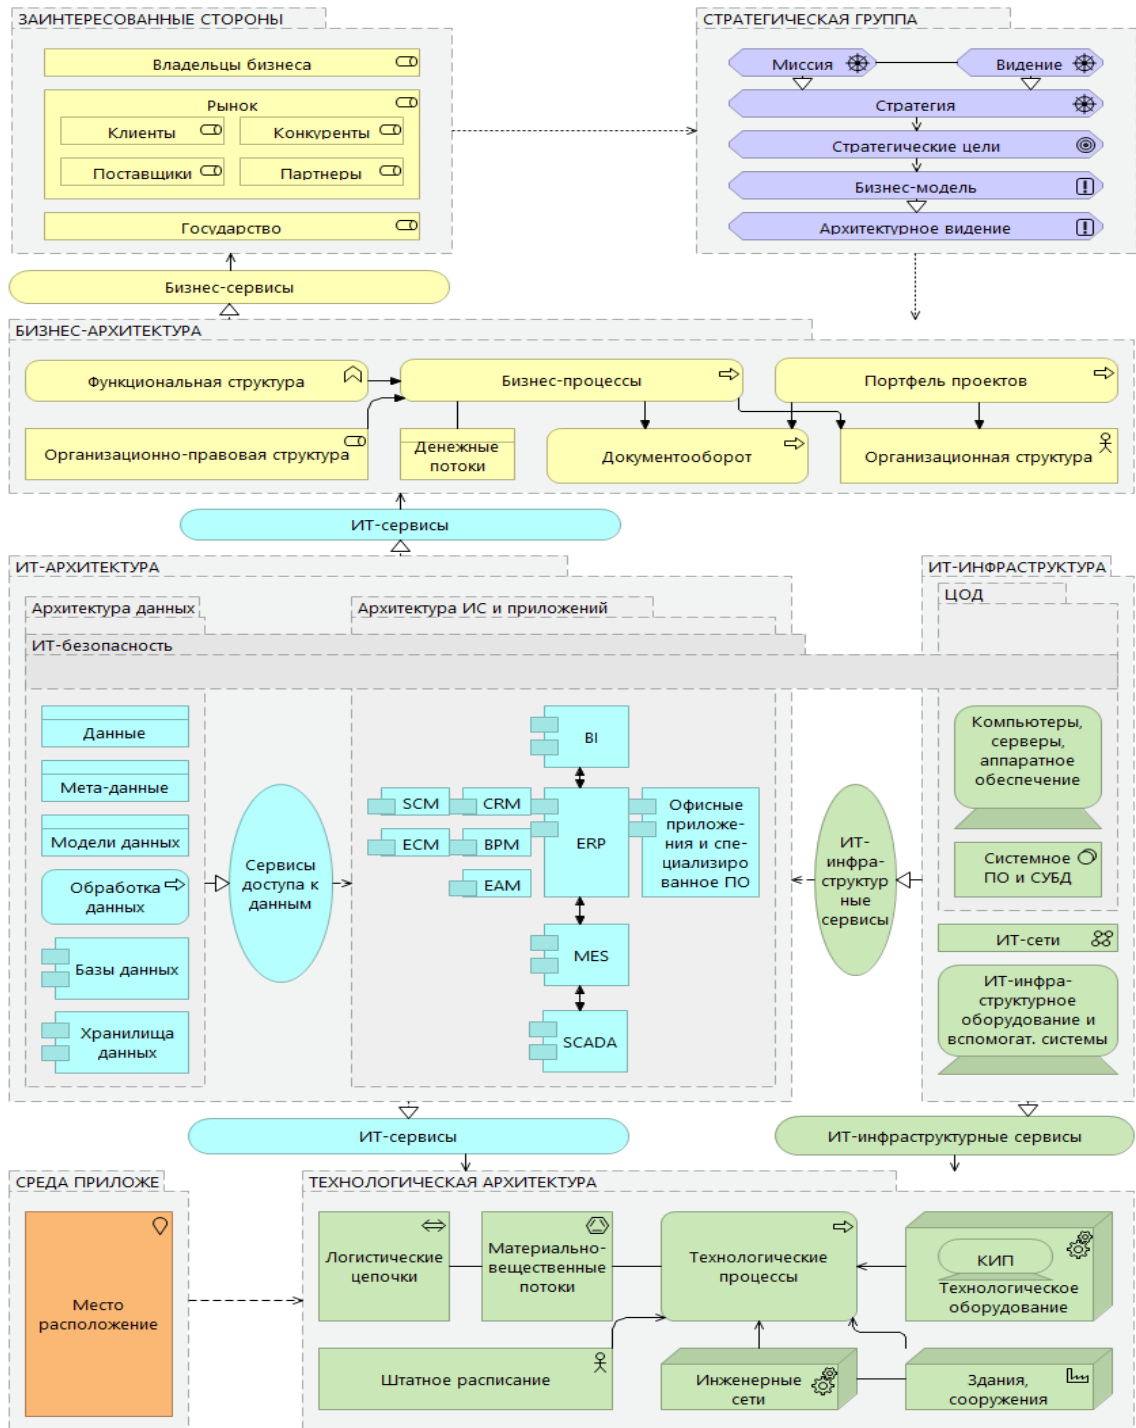 ЗАИНТЕРЕСОВАННЫЕ СТОРОНЫ
Владельцы бизнеса
Рынок
Клиенты
Конкуренты
Поставщики
Партнеры
Государство
СТРАТЕГИЧЕСКАЯ ГРУППА
Миссия
Видение
Стратегия
Стратегические цели
Бизнес-модель
Архитектурное видение
Бизнес-сервисы
БИЗНЕС-АРХИТЕКТУРА
Функциональная структура
Бизнес-процессы
Портфель проектов
Организационно-правовая структура
Денежные
потоки
Документооборот
Организационная структура
ИТ-сервисы
ИТ-АРХИТЕКТУРА
Архитектура данных
Архитектура ИС и приложений
ИТ-безопасность
Данные
Мета-данные
Модели данных
Обработка
данных
Базы данных
Хранилища
данных
Сервисы
доступа к
данным
BI
SCM
CRM
ECM
BPM
EAM
ERP
Офисные
приложе-
ния и спе-
циализиро
ванное ПО
MES
SCADA
ИТ-
инфра-
структур
ные
сервисы
ИТ-ИНФРАСТРУКТУРА
ЦОД
Компьютеры,
серверы,
аппаратное
обеспечение
Системное
ПО и СУБД
ИТ-сети
ИТ-инфра-
структурное
оборудование и
вспомогат. системы
ИТ-сервисы
ИТ-инфраструктурные сервисы
СРЕДА ПРИЛОЖЕ
Место
расположение
ТЕХНОЛОГИЧЕСКАЯ АРХИТЕКТУРА
Логистические
цепочки
Материально-
вещественные
потоки
Технологические
процессы
КИП
Технологическое
оборудование
Штатное расписание
Инженерные
сети
Здания,
сооружения